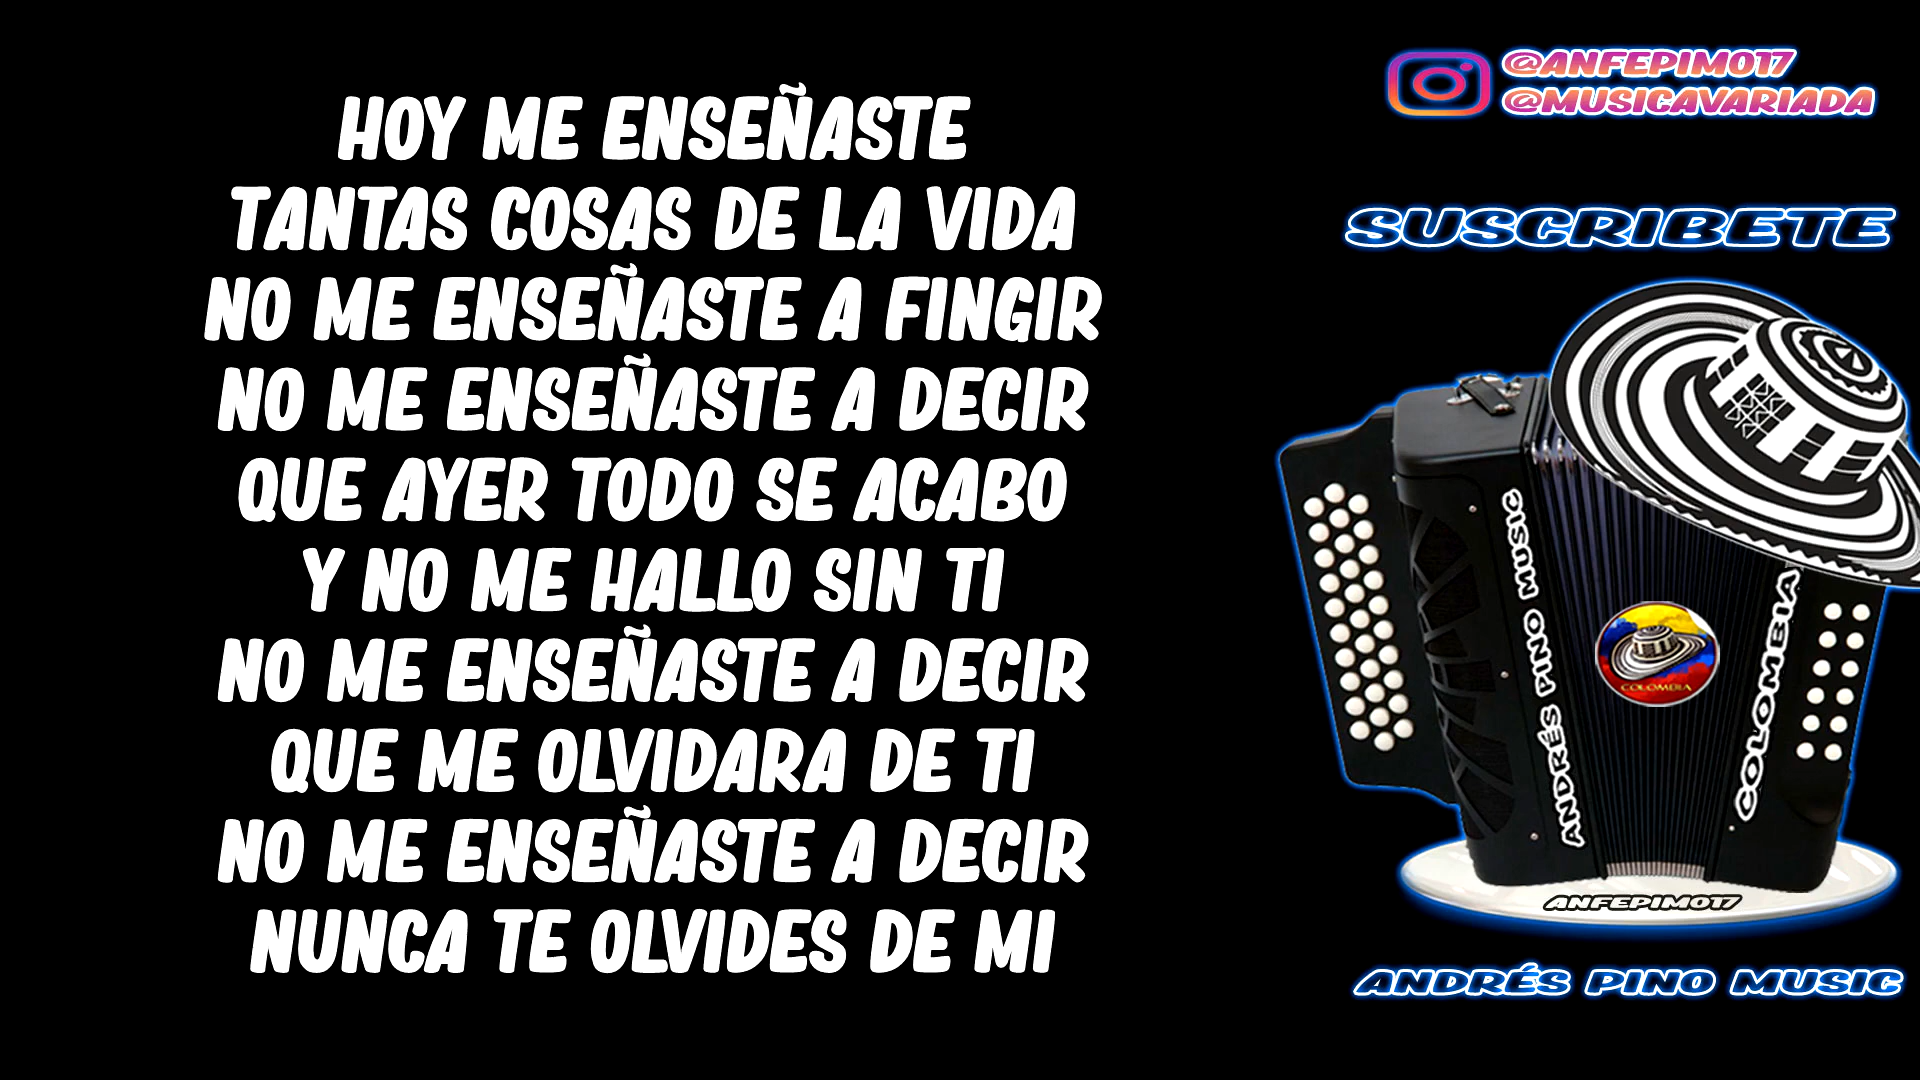 HOY ME ENSEÑASTE
TANTAS COSAS DE LA VIDA
NO ME ENSEÑASTE A FINGIR
NO ME ENSEÑASTE A DECIR
QUE AYER TODO SE ACABO
Y NO ME HALLO SIN TI
NO ME ENSEÑASTE A DECIR
QUE ME OLVIDARA DE TI
NO ME ENSEÑASTE A DECIR
NUNCA TE OLVIDES DE MI
@ANFEPIMO17
@MUSICAVARIADA
SUSCRIBETE
ANDRÉS PINO MUSIC
COLOMBIA
COLOMBIA
ANFEPIMO17
ANDRÉS PINO MUSIC